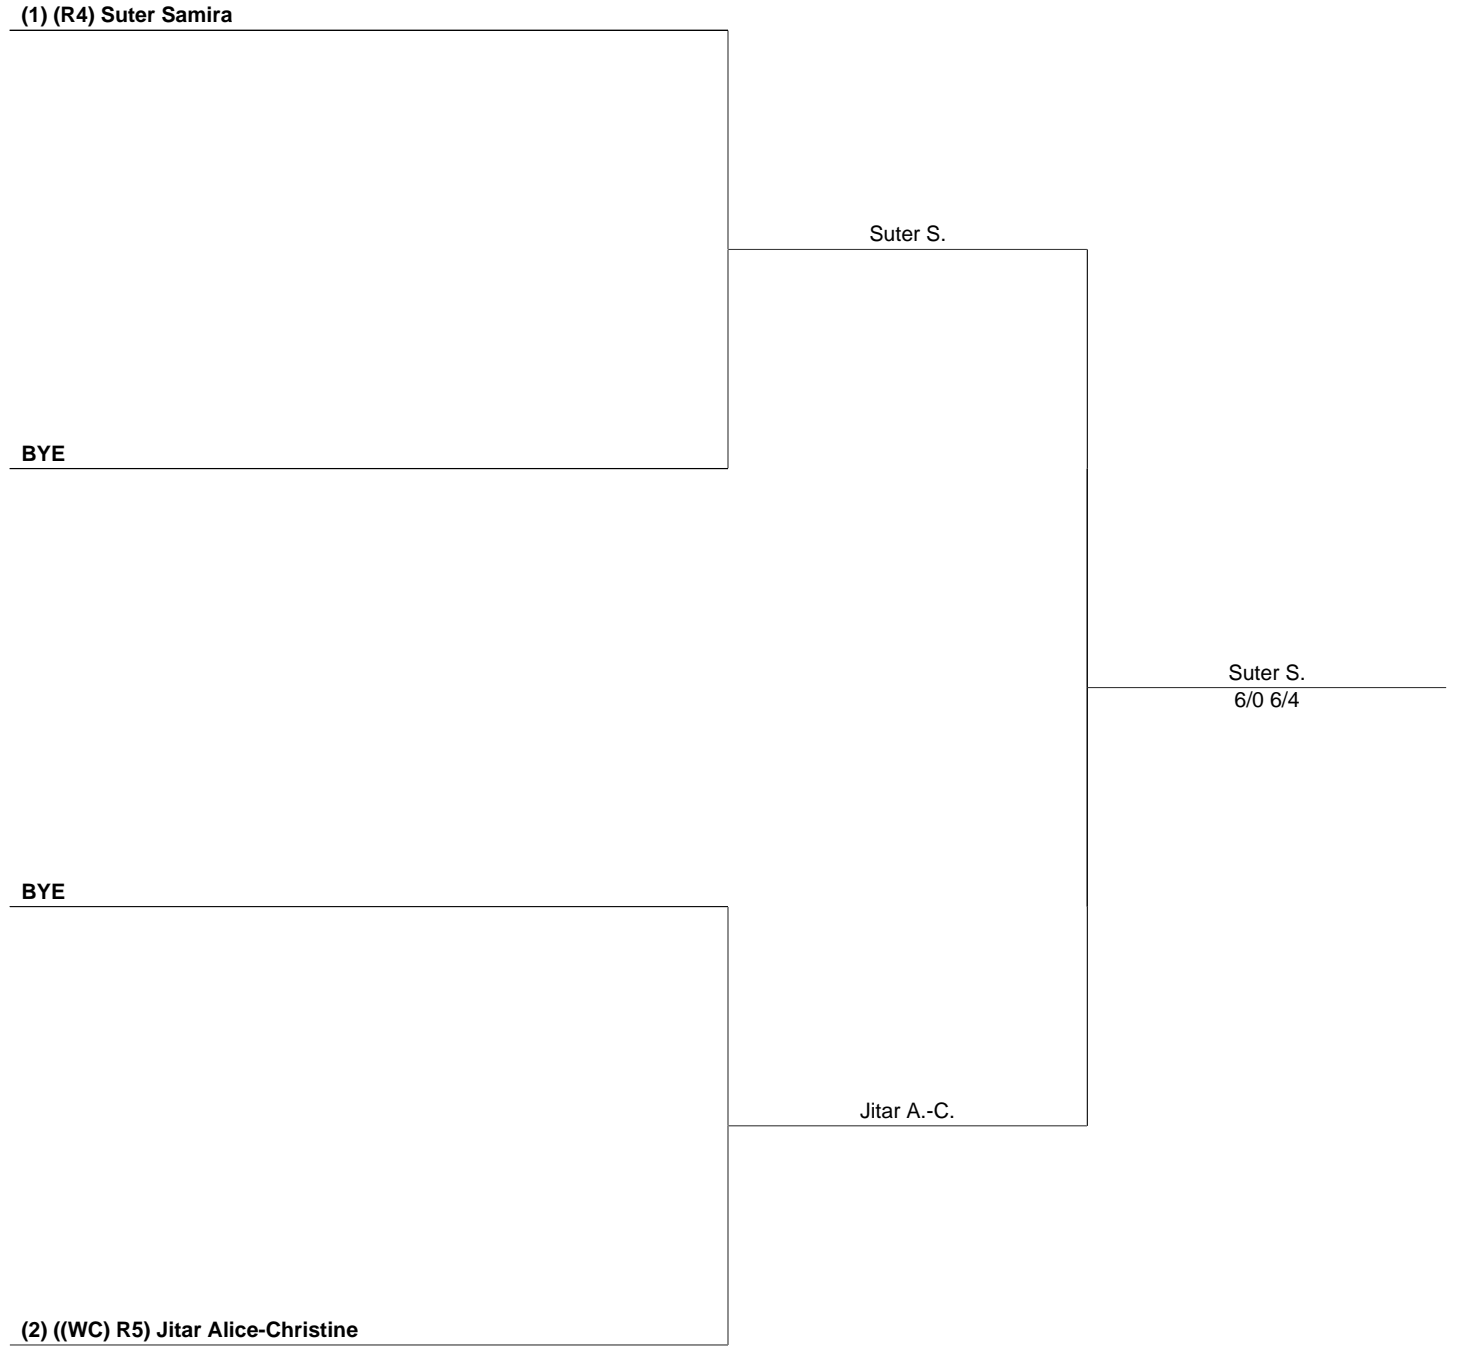 (1) (R4) Suter Samira
Suter S.
BYE
Suter S.
6/0 6/4
BYE
Jitar A.-C.
(2) ((WC) R5) Jitar Alice-Christine